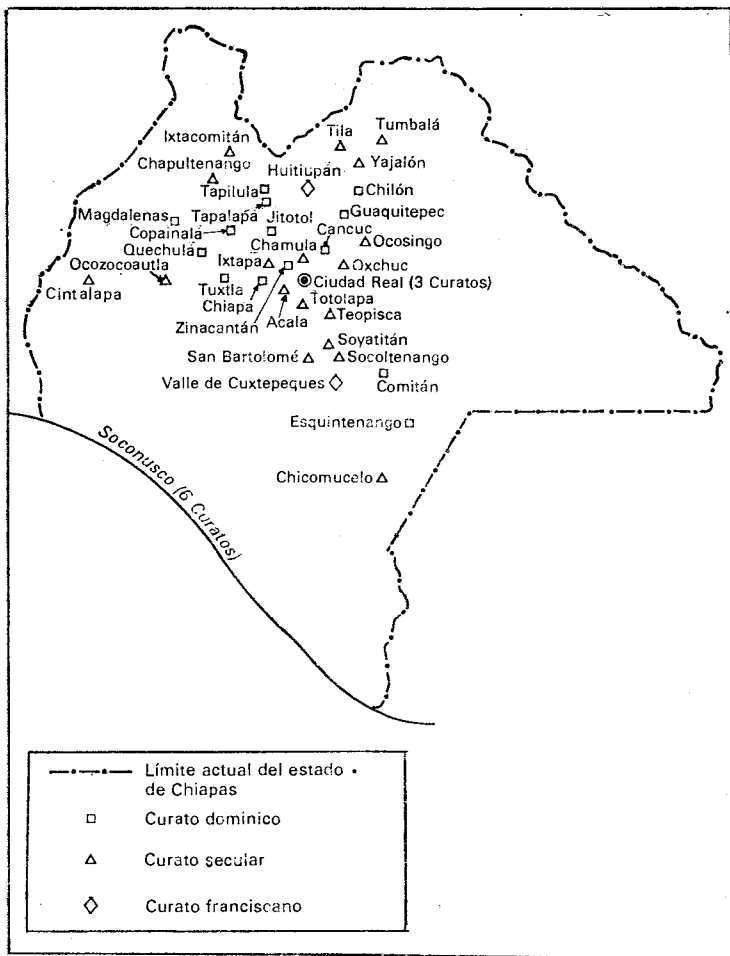 Tila
Tumbalá
Ixtacomitán
Yajalón
Chapultenango
Huitiupán
Tapilula
Chilón
Magdalenas
Tapalapa
Jitotol
Guaquitepec
Copainalá
Cancuc
Quechulá
Chamula
Ocosingo
Ocozocoautla
Ixtapa
Oxchuc
Cintalapa
Tuxtla
Ciudad Real (3 Curatos)
Chiapa
Totolapa
Zinacantán
Acala
Teopisca
Soyatitán
San Bartolomé
Socoltenango
Valle de Cuxtepeques
Comitán
Esquintenango
Soconusco (6 Curatos)
Chicomucelo
Límite actual del estado
de Chiapas
Curato domínico
Curato secular
Curato franciscano